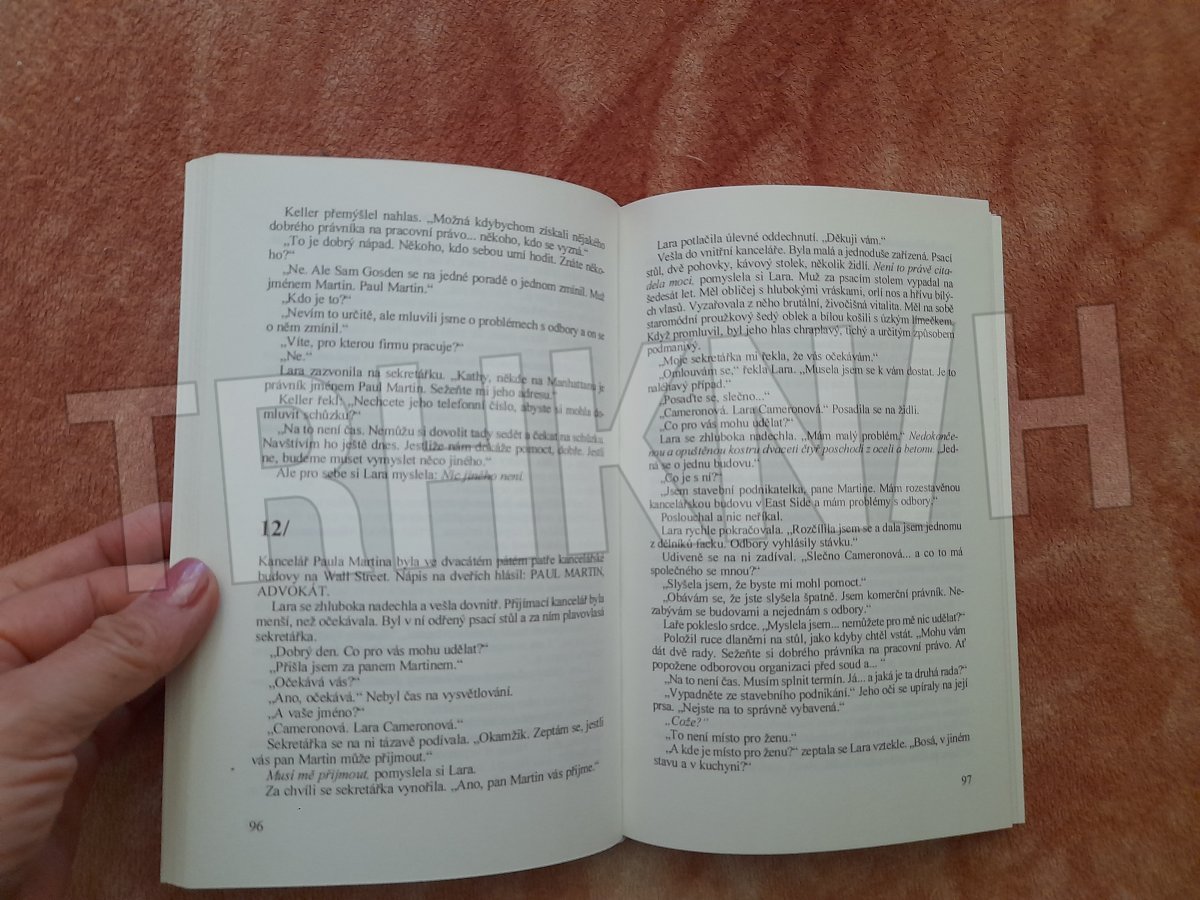 Keller přemýšlel nahlas. „Možná kdybychom získali nějakého
dobrého právníka na pracovní právo... někoho, kdo se vyzná.“
„To je dobrý nápad. Někoho, kdo sebou umí hodit. Znáte něko-
ho?“
„Ne. Ale Sam Gosden se na jedné poradě o jednom zmínil. Muž
jménem Martin. Paul Martin.“
„Kdo je to?“
„Nevím to určitě, ale mluvili jsme o problémech s odbory a on se
o něm zmínil.“
„Víte, pro kterou firmu pracuje?“
„Ne.“
Lara zazvonila na sekretářku. „Kathy, někde na Manhattanu je
právník jménem Paul Martin. Sežeňte mi jeho adresu.“
Keller řekl: „Nechcete jeho telefonní číslo, abyste si mohla do-
mluvit schůzku?“
„Na to není čas. Nemůžu si dovolit tady sedět a čekat na schůzku.
Navštívím ho ještě dnes. Jestliže nám dokáže pomoct, dobře. Jestli
ne, budeme muset vymyslet něco jiného.“
Ale pro sebe si Lara myslela: Nic jiného není.
12/
Kancelář Paula Martina byla ve dvacátém pátém patře kancelářské
budovy na Wall Street. Nápis na dveřích hlásil: PAUL MARTIN,
ADVOKÁT.
Lara se zhluboka nadechla a vešla dovnitř. Přijímací kancelář byla
menší, než očekávala. Byl v ní odřený psací stůl a za ním plavovlasá
sekretářka.
„Dobrý den. Co pro vás mohu udělat?“
„Přišla jsem za panem Martinem.“
„Očekává vás?“
„Ano, očekává.“ Nebyl čas na vysvětlování.
„A vaše jméno?“
„Cameronová. Lara Cameronová.“
Sekretářka se na ni tázavě podívala. „Okamžik. Zeptám se, jestli
vás pan Martin může přijmout.“
Musí mě přijmout, pomyslela si Lara.
Za chvíli se sekretářka vynořila. „Ano, pan Martin vás přijme.“
96
Lara potlačila úlevné oddechnutí. „Děkuji vám.“
Vešla do vnitřní kanceláře. Byla malá a jednoduše zařízená. Psací
stůl, dvě pohovky, kávový stolek, několik židlí. Není to právě cita-
dela moci, pomyslela si Lara. Muž za psacím stolem vypadal na
šedesát let. Měl obličej s hlubokými vráskami, orlí nos a hřívu bílý-
ch vlasů. Vyzařovala z něho brutální, živočišná vitalita. Měl na sobě
staromódní proužkový šedý oblek a bílou košili s úzkým límečkem.
Když promluvil, byl jeho hlas chraplavý, tichý a určitým způsobem
podmanivý.
„Moje sekretářka mi řekla, že vás očekávám.“
„Omlouvám se,“ řekla Lara. „Musela jsem se k vám dostat. Je to
naléhavý případ.“
„Posaďte se, slečno...“
„Cameronová. Lara Cameronová.“ Posadila se na židli.
„Co pro vás mohu udělat?“
Lara se zhluboka nadechla. „Mám malý problém.“ Nedokonče-
nou a opuštěnou kostru dvaceti čtyř poschodí z oceli a betonu. „Jed-
ná se o jednu budovu.“
„Co je s ní?“
„Jsem stavební podnikatelka, pane Martine. Mám rozestavěnou
kancelářskou budovu v East Side a mám problémy s odbory.“
Poslouchal a nic neříkal.
Lara rychle pokračovala. „Rozčílila jsem se a dala jsem jednomu
z dělníků facku. Odbory vyhlásily stávku.“
Udiveně se na ni zadíval. „Slečno Cameronová... a co to má
společného se mnou?“
„Slyšela jsem, že byste mi mohl pomoct.“
„Obávám se, že jste slyšela špatně. Jsem komerční právník. Ne-
zabývám se budovami a nejednám s odbory.“
Laře pokleslo srdce. „Myslela jsem... nemůžete pro mě nic udělat?“
Položil ruce dlaněmi na stůl, jako kdyby chtěl vstát. „Mohu vám
dát dvě rady. Sežeňte si dobrého právníka na pracovní právo. Ať
popožene odborovou organizaci před soud a... “
„Na to není čas. Musím splnit termín. Já... a jaká je ta druhá rada?“
„Vypadněte ze stavebního podnikání.“ Jeho oči se upíraly na její
prsa. „Nejste na to správně vybavená.“
„Cože?“
„To není místo pro ženu.“
„A kde je místo pro ženu?“ zeptala se Lara vztekle. „Bosá, v jiném
stavu a v kuchyni?“
97